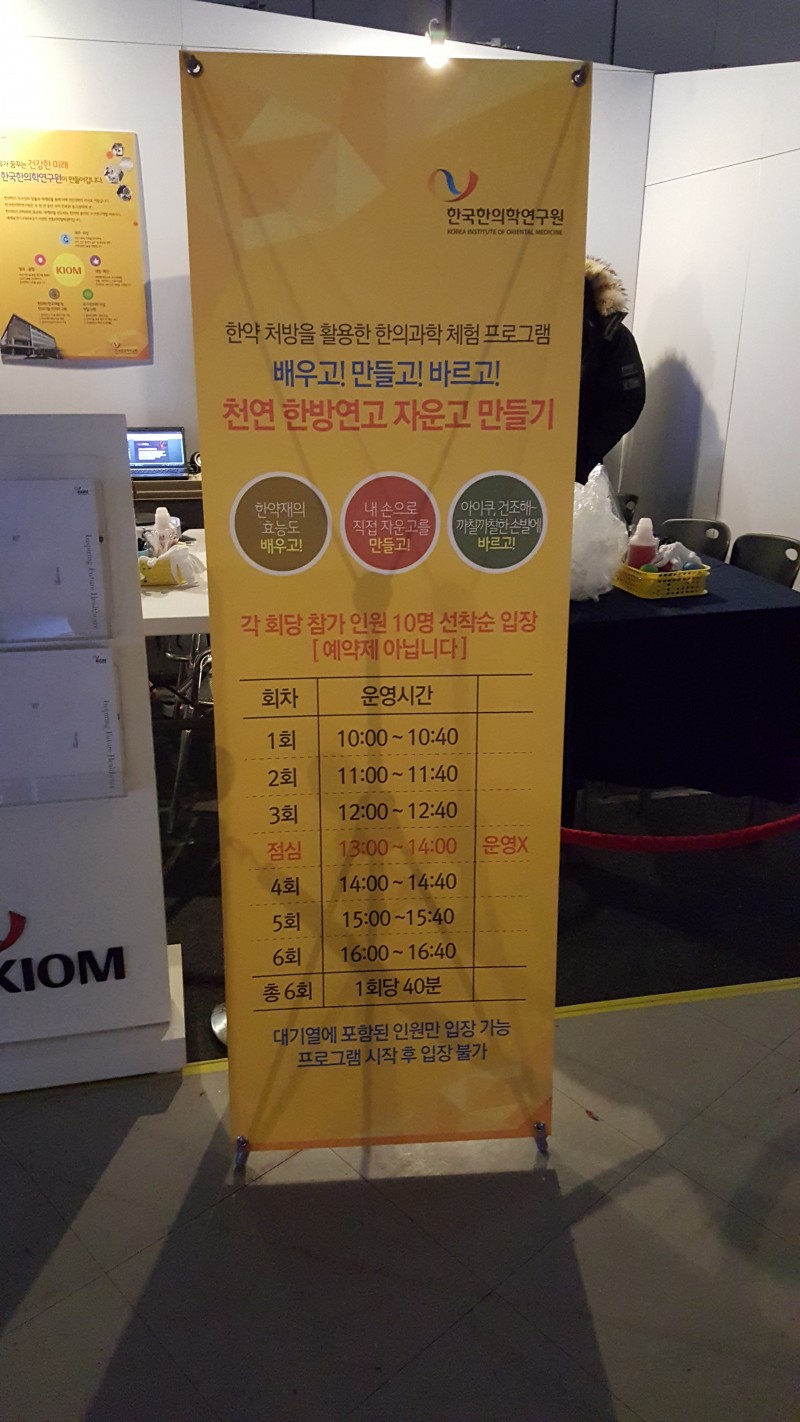 건강한 미래
한국한의학연구원이 만들어갑니다.
KIOM
한국한의학연구원
KOREA INSTITUTE OF ORIENTAL MEDICINE
한약 처방을 활용한 한의과학 체험 프로그램
배우고! 만들고! 바르고!
천연 한방연고 자운고 만들기
한약재의
효능도
배우고!
내 손으로
직접 자운고를
만들고!
아이쿠, 건조해~
까칠까칠한 손발에
바르고!
각 회당 참가 인원 10명 선착순 입장
[ 예약제 아닙니다 ]
회차 운영시간
1회 10:00 ~ 10:40
2회 11:00 ~ 11:40
3회 12:00 ~ 12:40
점심 13:00 ~ 14:00 운영X
4회 14:00 ~ 14:40
5회 15:00 ~15:40
6회 16:00 ~ 16:40
총 6회 1회당 40분
대기열에 포함된 인원만 입장 가능
프로그램 시작 후 입장 불가
Inspiring Future Healthcare
KIOM
Inspiring Future Healthcare
KIOM